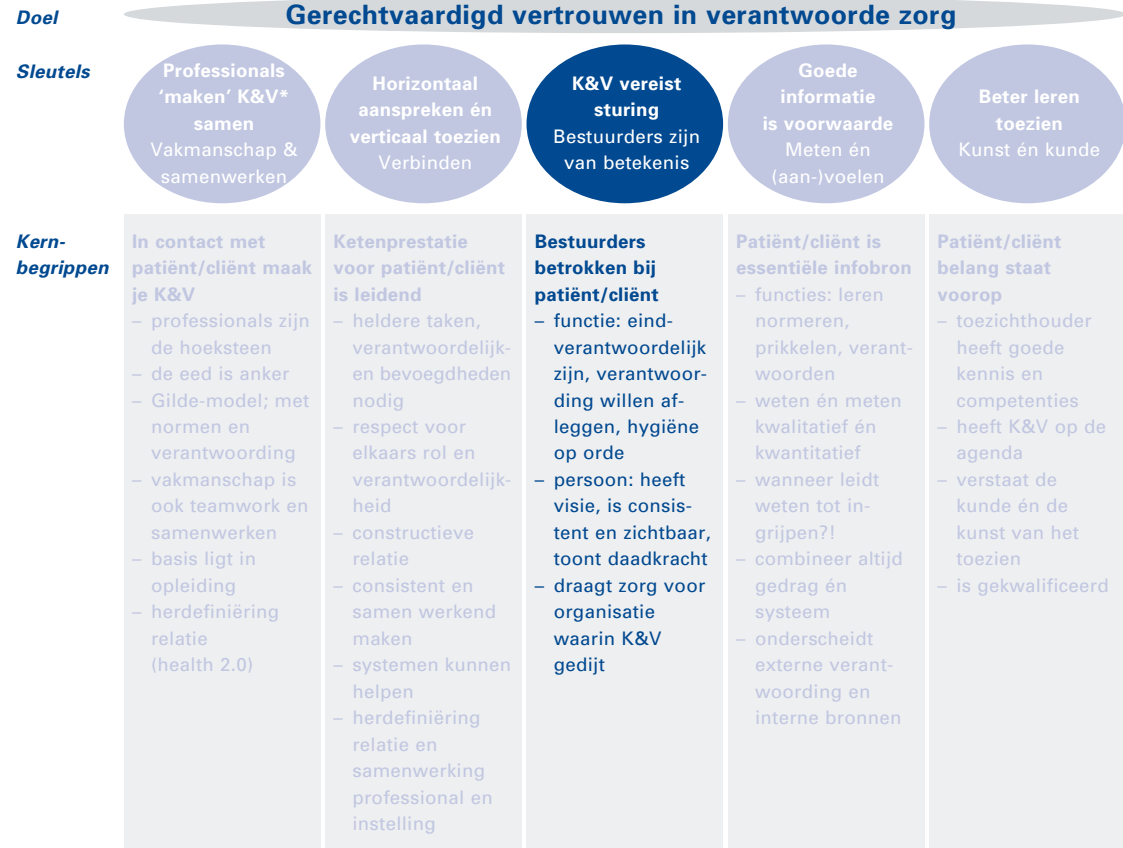 Doel
Gerechtvaardigd vertrouwen in verantwoorde zorg
Sleutels
Professionals
‘maken’ K&V*
samen
Vakmanschap &
samenwerken
Horizontaal
aanspreken én
verticaal toezien
Verbinden
K&V vereist
sturing
Bestuurders zijn
van betekenis
Goede
informatie
is voorwaarde
Meten én
(aan-)voelen
Beter leren
toezien
Kunst én kunde
Kern-
begrippen
In contact met
patiënt/cliënt maak
je K&V
– professionals zijn
de hoeksteen
– de eed is anker
– Gilde-model; met
normen en
verantwoording
– vakmanschap is
ook teamwork en
samenwerken
– basis ligt in
opleiding
– herdefiniëring
relatie
(health 2.0)
Ketenprestatie
voor patiënt/cliënt
is leidend
– heldere taken,
verantwoordelijk-
en bevoegdheden
nodig
– respect voor
elkaars rol en
verantwoordelijk-
heid
– constructieve
relatie
– consistent en
samen werkend
maken
– systemen kunnen
helpen
– herdefiniëring
relatie en
samenwerking
professional en
instelling
Bestuurders
betrokken bij
patiënt/cliënt
– functie: eind-
verantwoordelijk
zijn, verantwoor-
ding willen af-
leggen, hygiëne
op orde
– persoon: heeft
visie, is consis-
tent en zichtbaar,
toont daadkracht
– draagt zorg voor
organisatie
waarin K&V
gedijt
Patiënt/cliënt is
essentiële infobron
– functies: leren
normeren,
prikkelen, verant-
woorden
– weten én meten
kwalitatief én
kwantitatief
– wanneer leidt
weten tot in-
grijpen?!
– combineer altijd
gedrag én
systeem
– onderscheidt
externe verant-
woording en
interne bronnen
Patiënt/cliënt
belang staat
voorop
– toezichthouder
heeft goede
kennis en
competenties
– heeft K&V op de
agenda
– verstaat de
kunde én de
kunst van het
toezien
– is gekwalificeerd